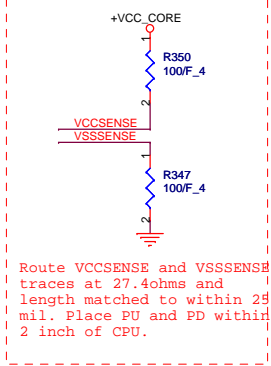 +VCC_CORE
1
R350
100/F_4
2
VCCSENSE
VSSSENSE
1
R347
100/F_4
2
Route VCCSENSE and VSSSENSE
traces at 27.4ohms and
length matched to within 25
mil. Place PU and PD within
2 inch of CPU.